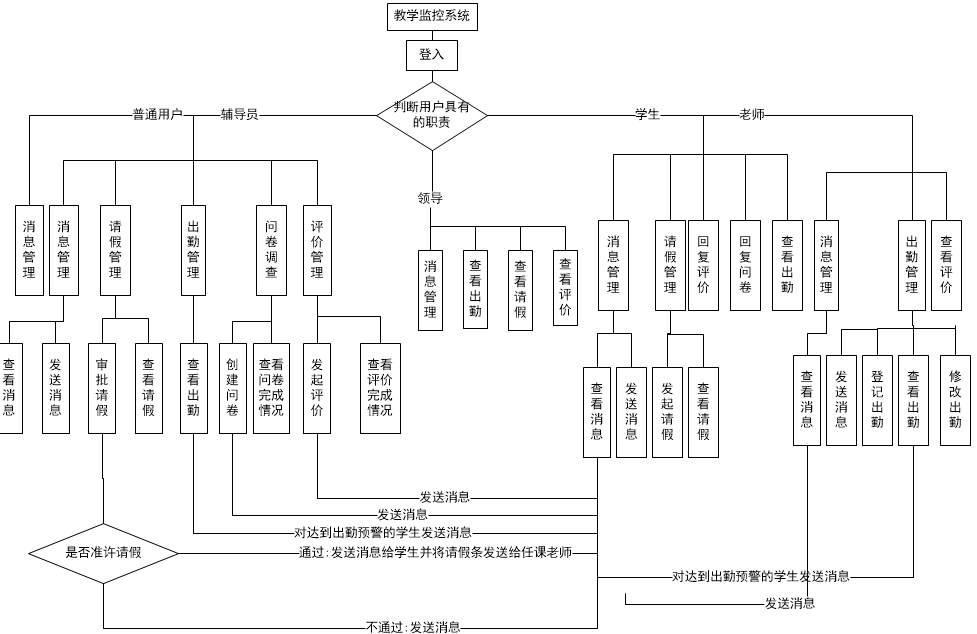 教学监控系统
登入
判断用户具有
的职责
普通用户
辅导员
学生
老师
领导
消息管理
消息管理
请假管理
出勤管理
问卷调查
评价管理
消息管理
查看出勤
查看请假
查看评价
消息管理
请假管理
回复评价
回复问卷
查看出勤
消息管理
出勤管理
查看评价
查看消息
发送消息
审批请假
查看请假
查看出勤
创建问卷
查看
问卷
完成
情况
发起评价
查看
评价
完成
情况
查看消息
发送消息
发起请假
查看请假
查看消息
发送消息
登记出勤
查看出勤
修改出勤
发送消息
发送消息
对达到出勤预警的学生发送消息
是否准许请假
通过:发送消息给学生并将请假条发送给任课老师
对达到出勤预警的学生发送消息
发送消息
不通过:发送消息